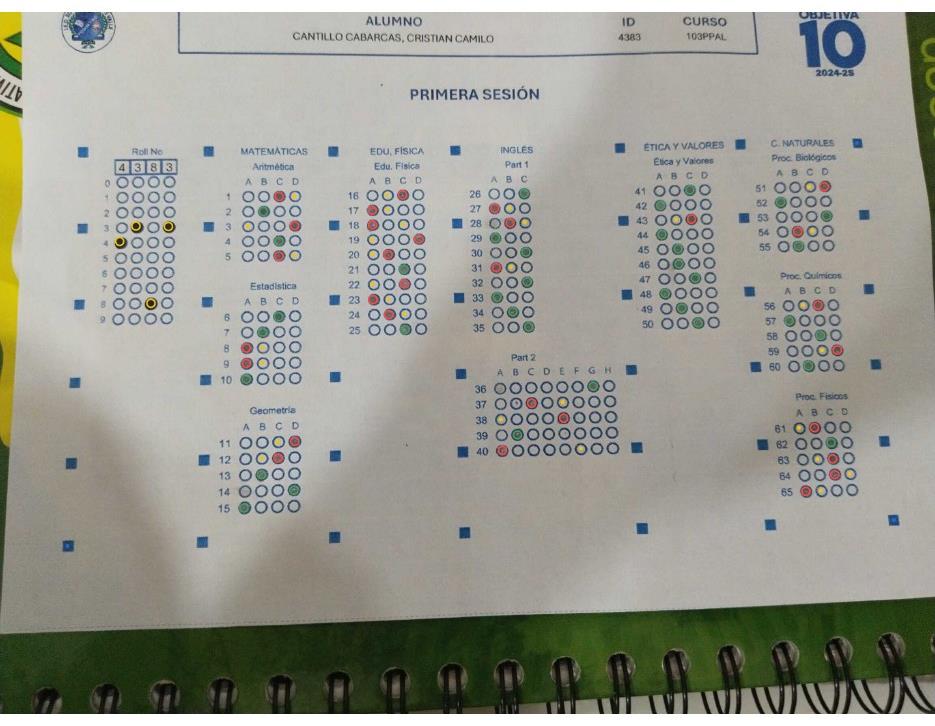 ALUMNO ID CURSO
CANTILLO CABARCAS, CRISTIAN CAMILO 4383 103PPAL
OBJETIVA
10
2024-25
PRIMERA SESIÓN
Roll No
4 3 8 3
0
1
2
3
4
5
6
7
8
9
MATEMÁTICAS
Aritmética
A B C D
1
2
3
4
5
Estadística
A B C D
6
7
8
9
10
Geometría
A B C D
11
12
13
14
15
EDU, FÍSICA
Edu. Física
A B C D
16
17
18
19
20
21
22
23
24
25
INGLÉS
Part 1
A B C
26
27
28
29
30
31
32
33
34
35
Part 2
A B C D E F G H
36
37
38
39
40
ÉTICA Y VALORES
Ética y Valores
A B C D
41
42
43
44
45
46
47
48
49
50
C. NATURALES
Proc. Biológicos
A B C D
51
52
53
54
55
Proc. Químicos
A B C D
56
57
58
59
60
Proc. Físicos
A B C D
61
62
63
64
65